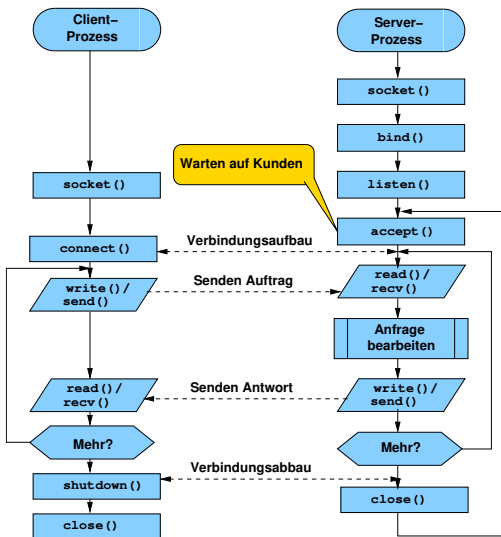 Client–
Prozess
Server–
Prozess
socket()
bind()
Warten auf Kunden
socket()
listen()
accept()
connect()
Verbindungsaufbau
write()/
send()
Senden Auftrag
read()/
recv()
Anfrage
bearbeiten
read()/
recv()
Senden Antwort
write()/
send()
Mehr?
Mehr?
shutdown()
Verbindungsabbau
close()
close()